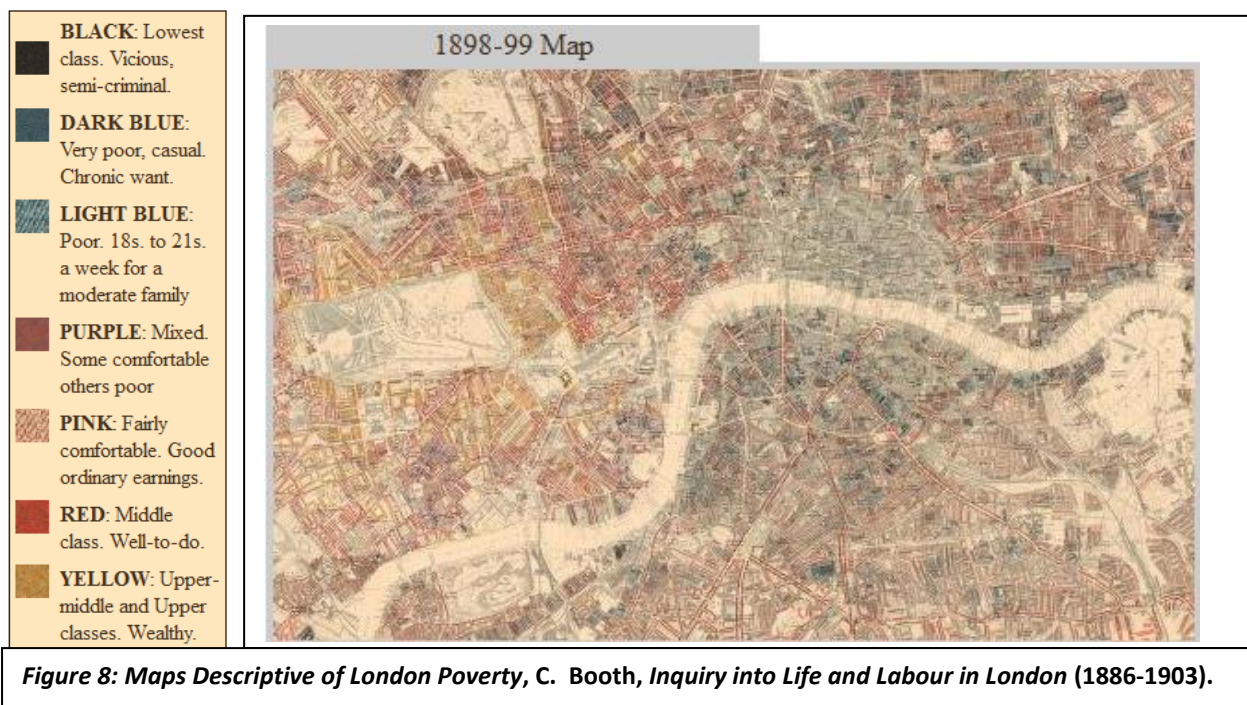 BLACK: Lowest
class. Vicious,
semi-criminal.
DARK BLUE:
Very poor, casual.
Chronic want.
LIGHT BLUE:
Poor. 18s. to 21s.
a week for a
moderate family
PURPLE: Mixed.
Some comfortable
others poor
PINK: Fairly
comfortable. Good
ordinary earnings.
RED: Middle
class. Well-to-do.
YELLOW: Upper-
middle and Upper
classes. Wealthy.
1898-99 Map
Figure 8: Maps Descriptive of London Poverty, C. Booth, Inquiry into Life and Labour in London (1886-1903).